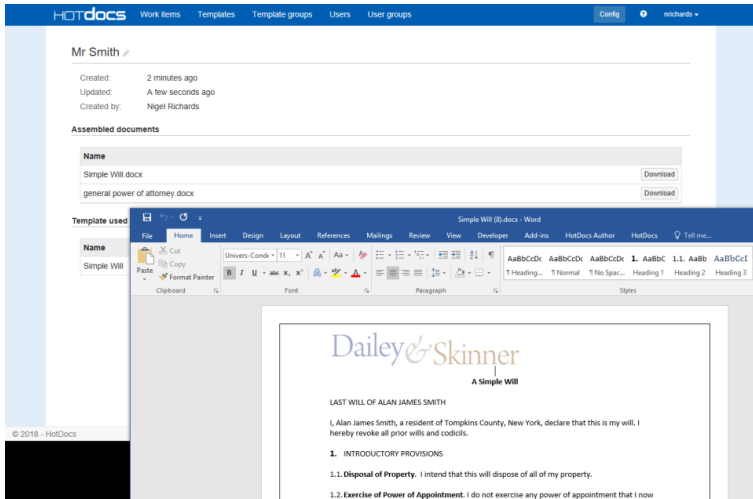 HOTDOCS Work items Templates Template groups Users User groups Config ? nrichards
Mr Smith
Created: 2 minutes ago
Updated: A few seconds ago
Created by: Nigel Richards
Assembled documents
Name
Simple Will.docx Download
general power of attorney.docx Download
Template used
Name
Simple Will
© 2018 - HotDocs
Simple Will (8).docx - Word
File Home Insert Design Layout References Mailings Review View Developer Add-ins HotDocs Author HotDocs Tell me...
Paste
Cut
Copy
Format Painter
Clipboard
Univers-Conde 11 A A Aa
B I U abc x₂ x² A aby A
Font
Paragraph
AaBbCcDc AaBbCcDc AaBbCcDc 1. AaBbC 1.1. AaBb AaBbCcI
¶ Heading... ¶ Normal ¶ No Spac... Heading 1 Heading 2 Heading 3
Styles
Dailey & Skinner
A Simple Will
LAST WILL OF ALAN JAMES SMITH
I, Alan James Smith, a resident of Tompkins County, New York, declare that this is my will. I
hereby revoke all prior wills and codicils.
1. INTRODUCTORY PROVISIONS
1.1. Disposal of Property. I intend that this will dispose of all of my property.
1.2. Exercise of Power of Appointment. I do not exercise any power of appointment that I now